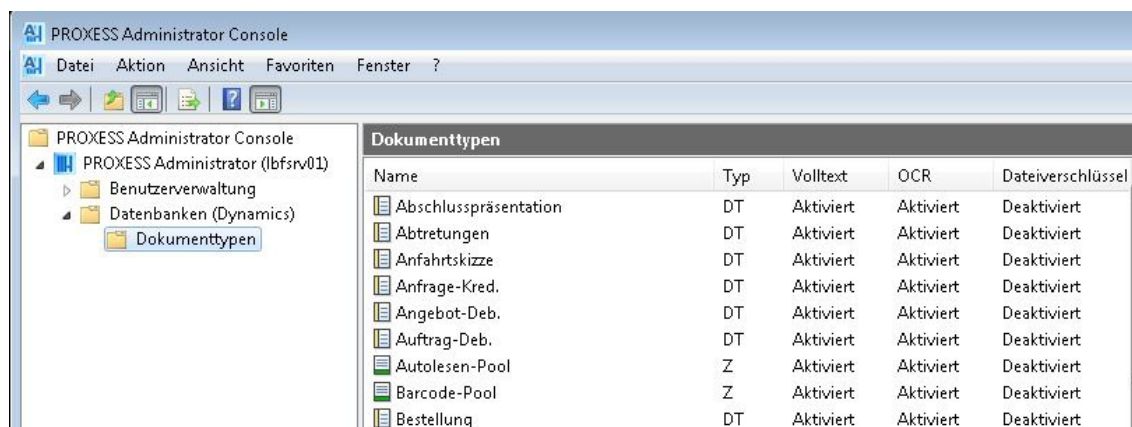 PROXESS Administrator Console
Datei Aktion Ansicht Favoriten Fenster ?
PROXESS Administrator Console
PROXESS Administrator (lbfsrv01)
Benutzerverwaltung
Datenbanken (Dynamics)
Dokumenttypen
Dokumenttypen
Name Typ Volltext OCR Dateiverschlüssel
Abschlusspräsentation DT Aktiviert Aktiviert Deaktiviert
Abtretungen DT Aktiviert Aktiviert Deaktiviert
Anfahrtskizze DT Aktiviert Aktiviert Deaktiviert
Anfrage-Kred. DT Aktiviert Aktiviert Deaktiviert
Angebot-Deb. DT Aktiviert Aktiviert Deaktiviert
Auftrag-Deb. DT Aktiviert Aktiviert Deaktiviert
Autolesen-Pool Z Aktiviert Aktiviert Deaktiviert
Barcode-Pool Z Aktiviert Aktiviert Deaktiviert
Bestellung DT Aktiviert Aktiviert Deaktiviert